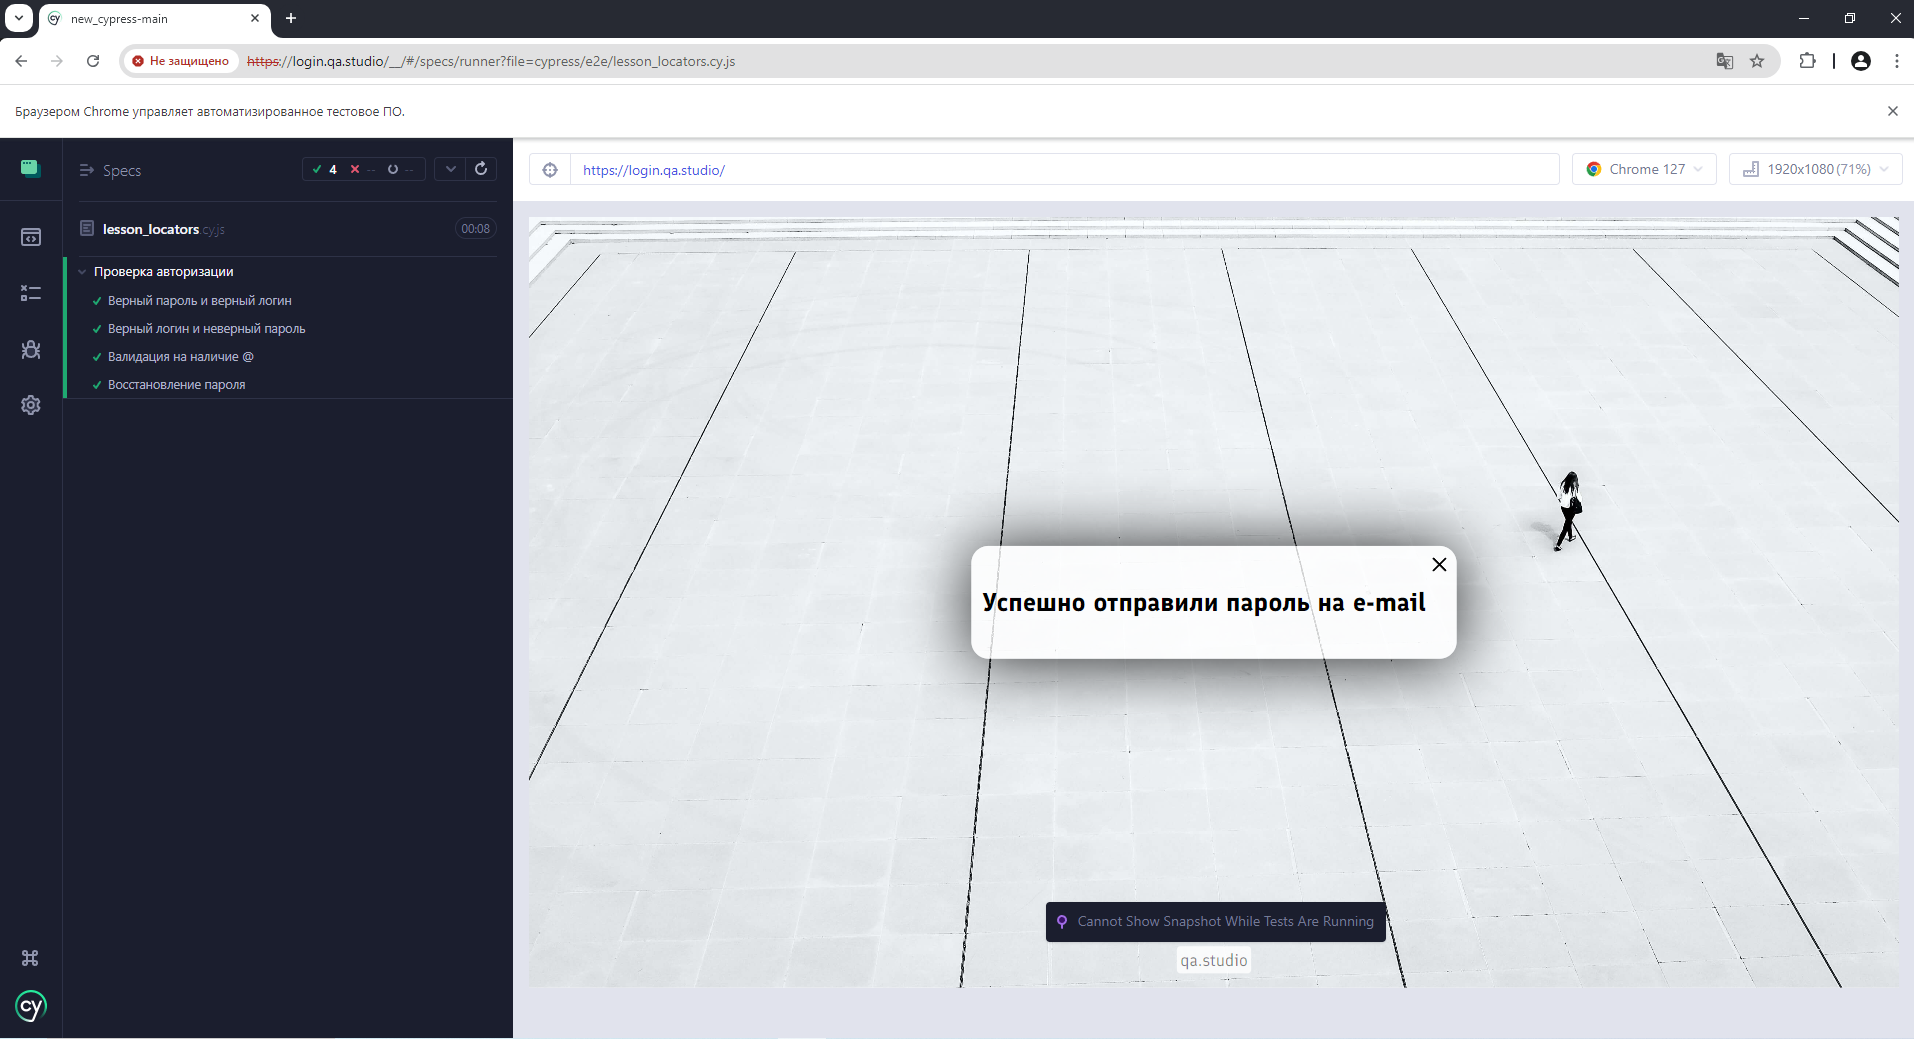 new_cypress-main
Не защищено
https://login.qa.studio/__/#/specs/runner?file=cypress/e2e/lesson_locators.cy.js
Браузером Chrome управляет автоматизированное тестовое ПО.
Specs
4 -- --
https://login.qa.studio/
Chrome 127
1920x1080 (71%)
lesson_locators.cy.js
00:08
Проверка авторизации
Верный пароль и верный логин
Верный логин и неверный пароль
Валидация на наличие @
Восстановление пароля
Успешно отправили пароль на e-mail
Cannot Show Snapshot While Tests Are Running
qa.studio
cy